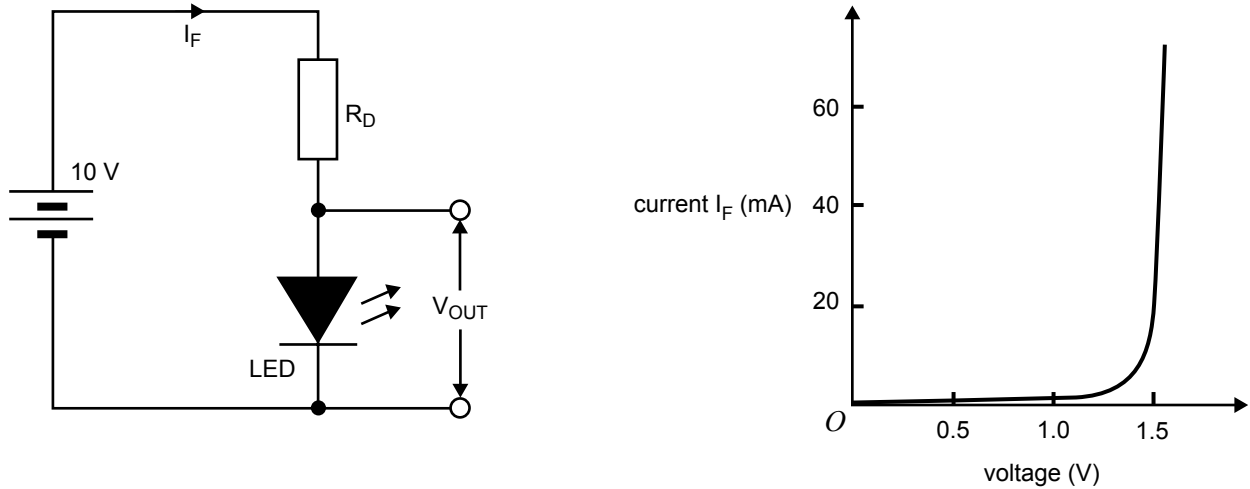 I_F
R_D
10 V
V_OUT
LED
60
current I_F (mA)
40
20
O
0.5
1.0
1.5
voltage (V)